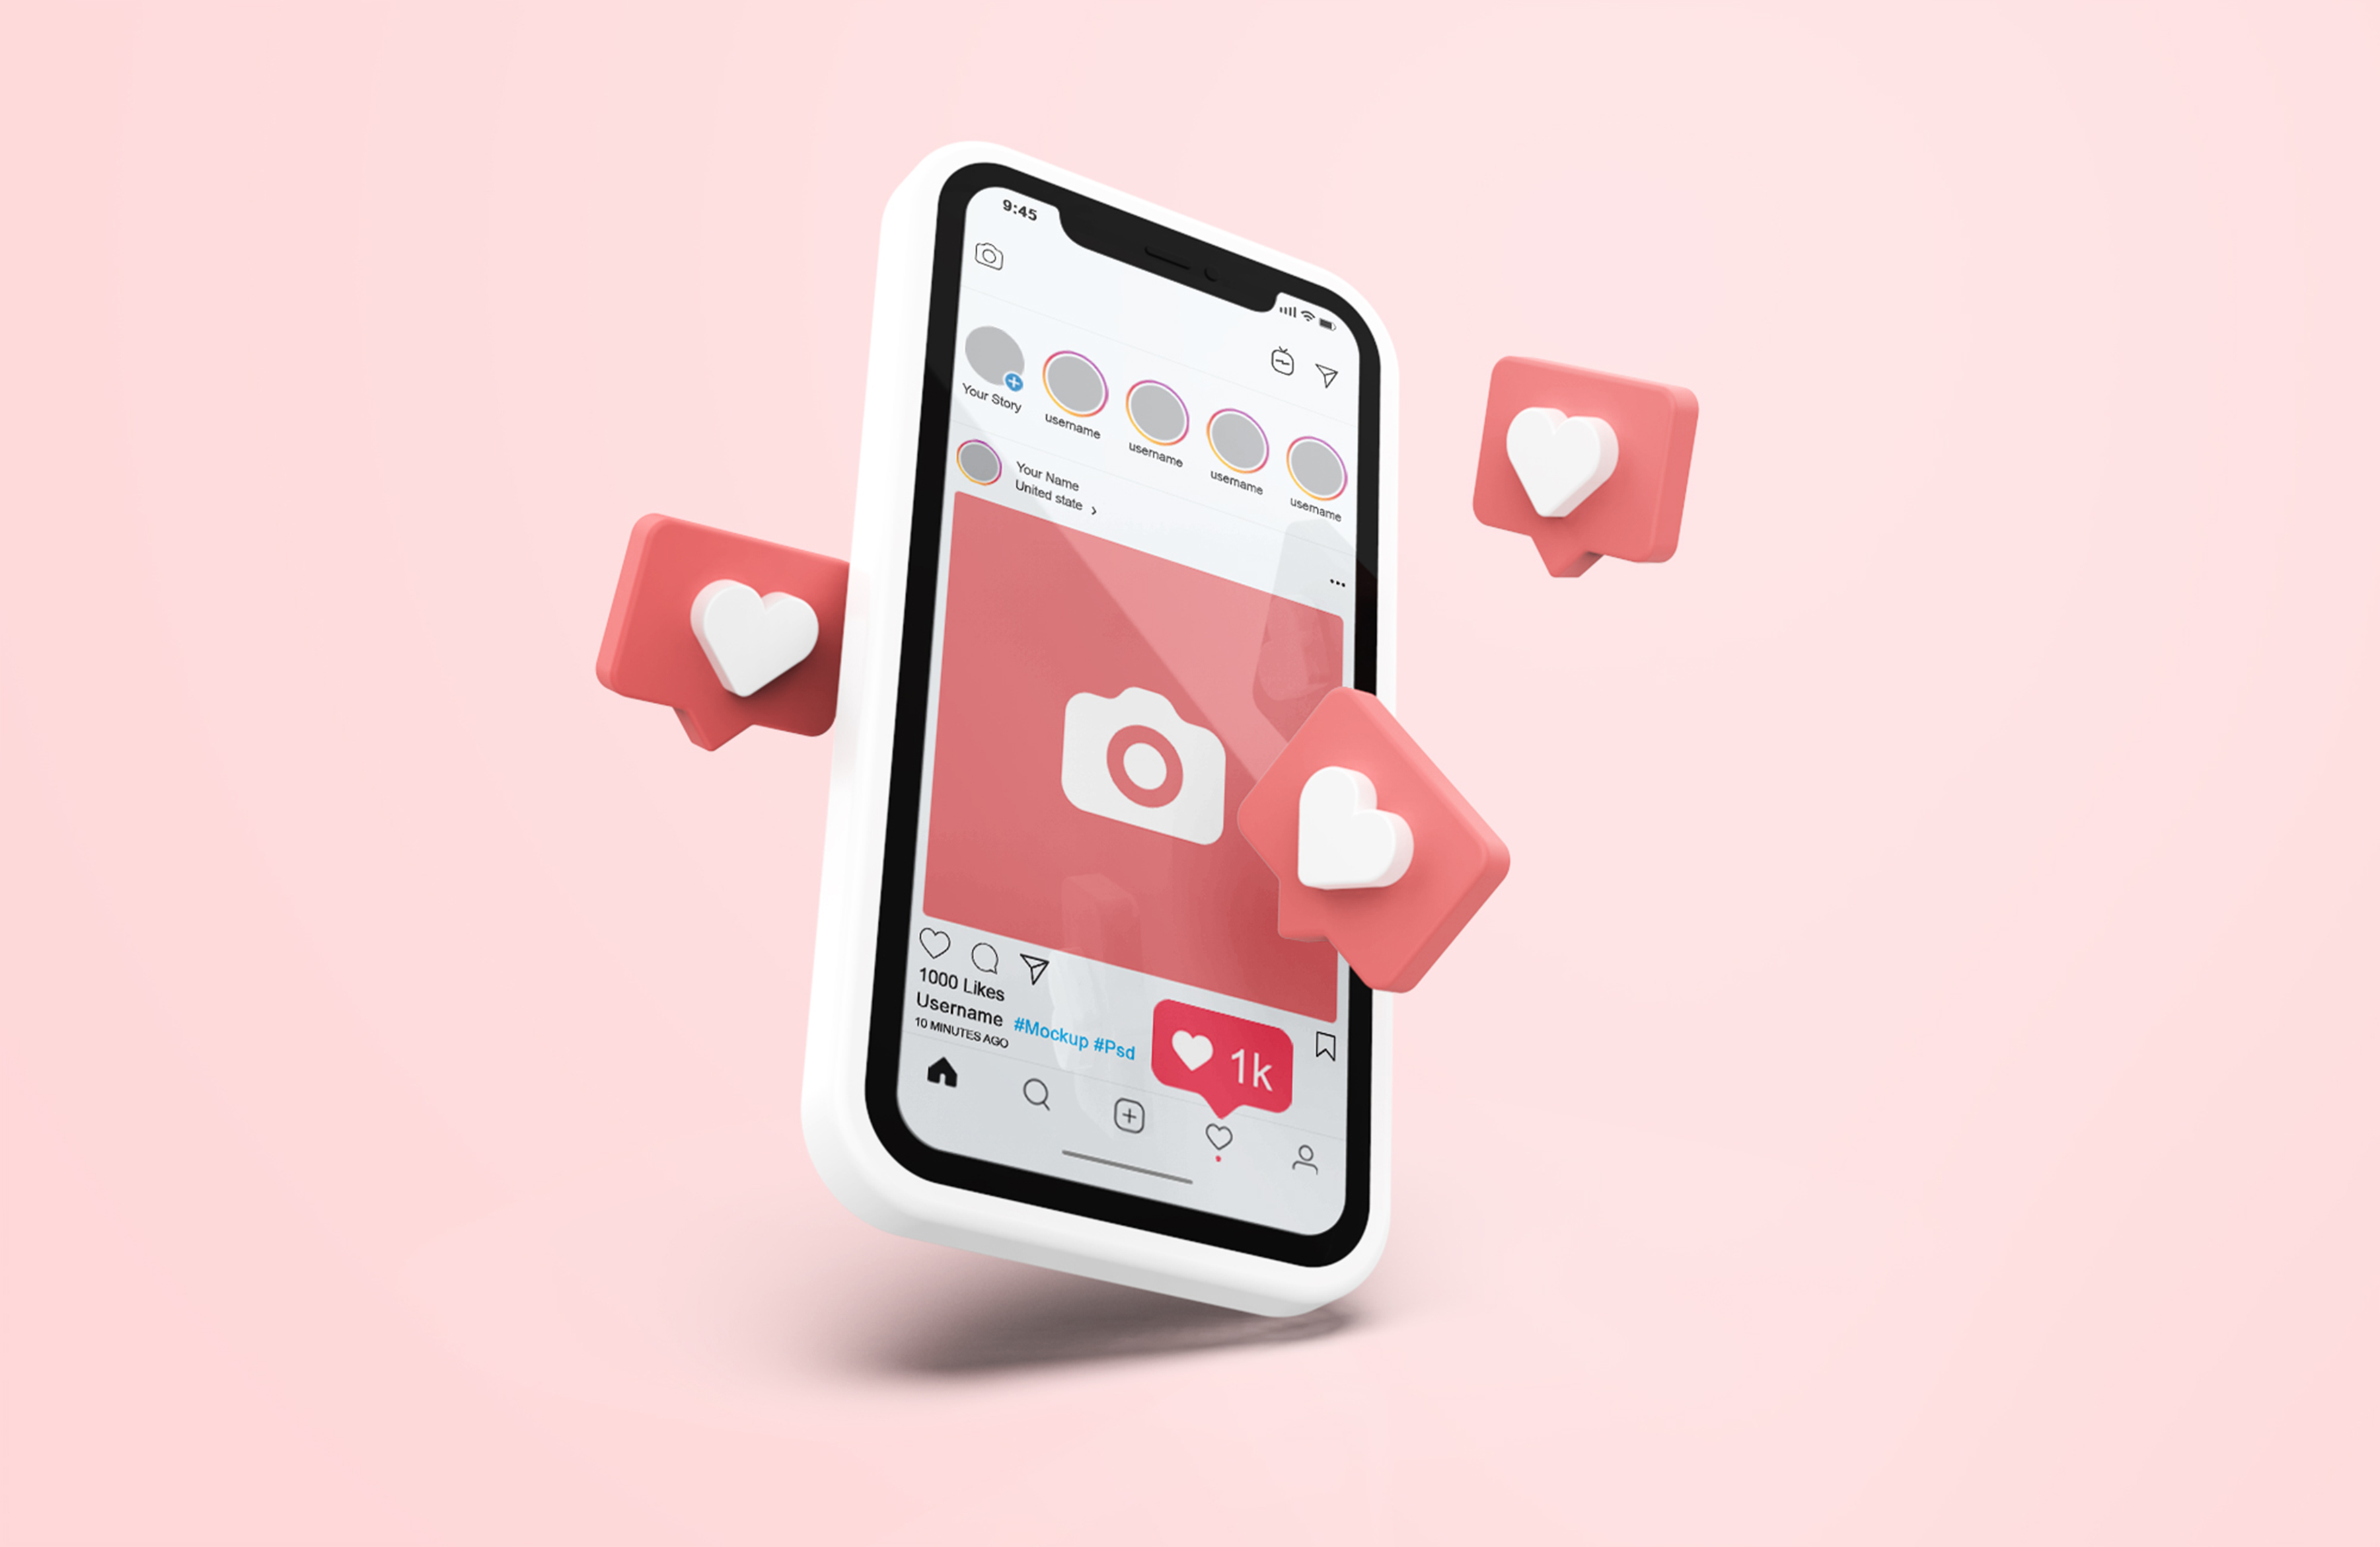 9:45
Your Story
username
username
username
username
Your Name
United state
1000 Likes
Username #Mockup #Psd
10 MINUTES AGO
1k